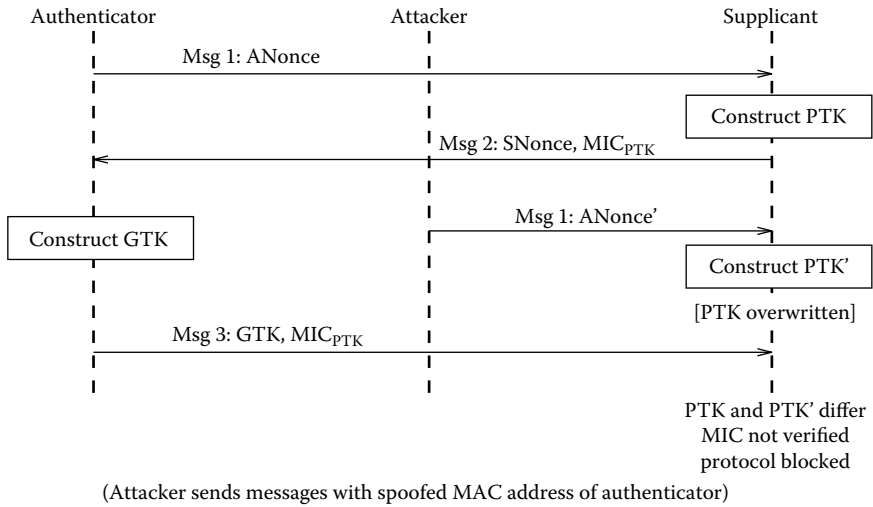 Authenticator
Attacker
Supplicant
Msg 1: ANonce
Construct PTK
Msg 2: SNonce, MIC_PTK
Msg 1: ANonce’
Construct GTK
Construct PTK’
[PTK overwritten]
Msg 3: GTK, MIC_PTK
PTK and PTK’ differ
MIC not verified
protocol blocked
(Attacker sends messages with spoofed MAC address of authenticator)